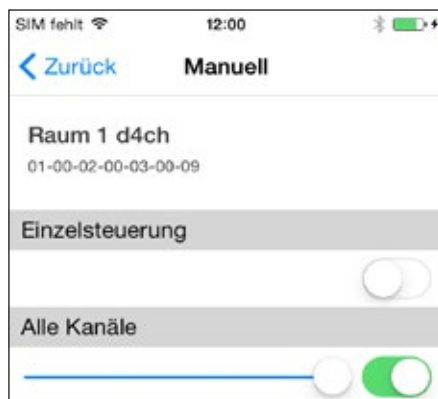 SIM fehlt 12:00
Zurück Manuell
Raum 1 d4ch
01-00-02-00-03-00-09
Einzelsteuerung
Alle Kanäle